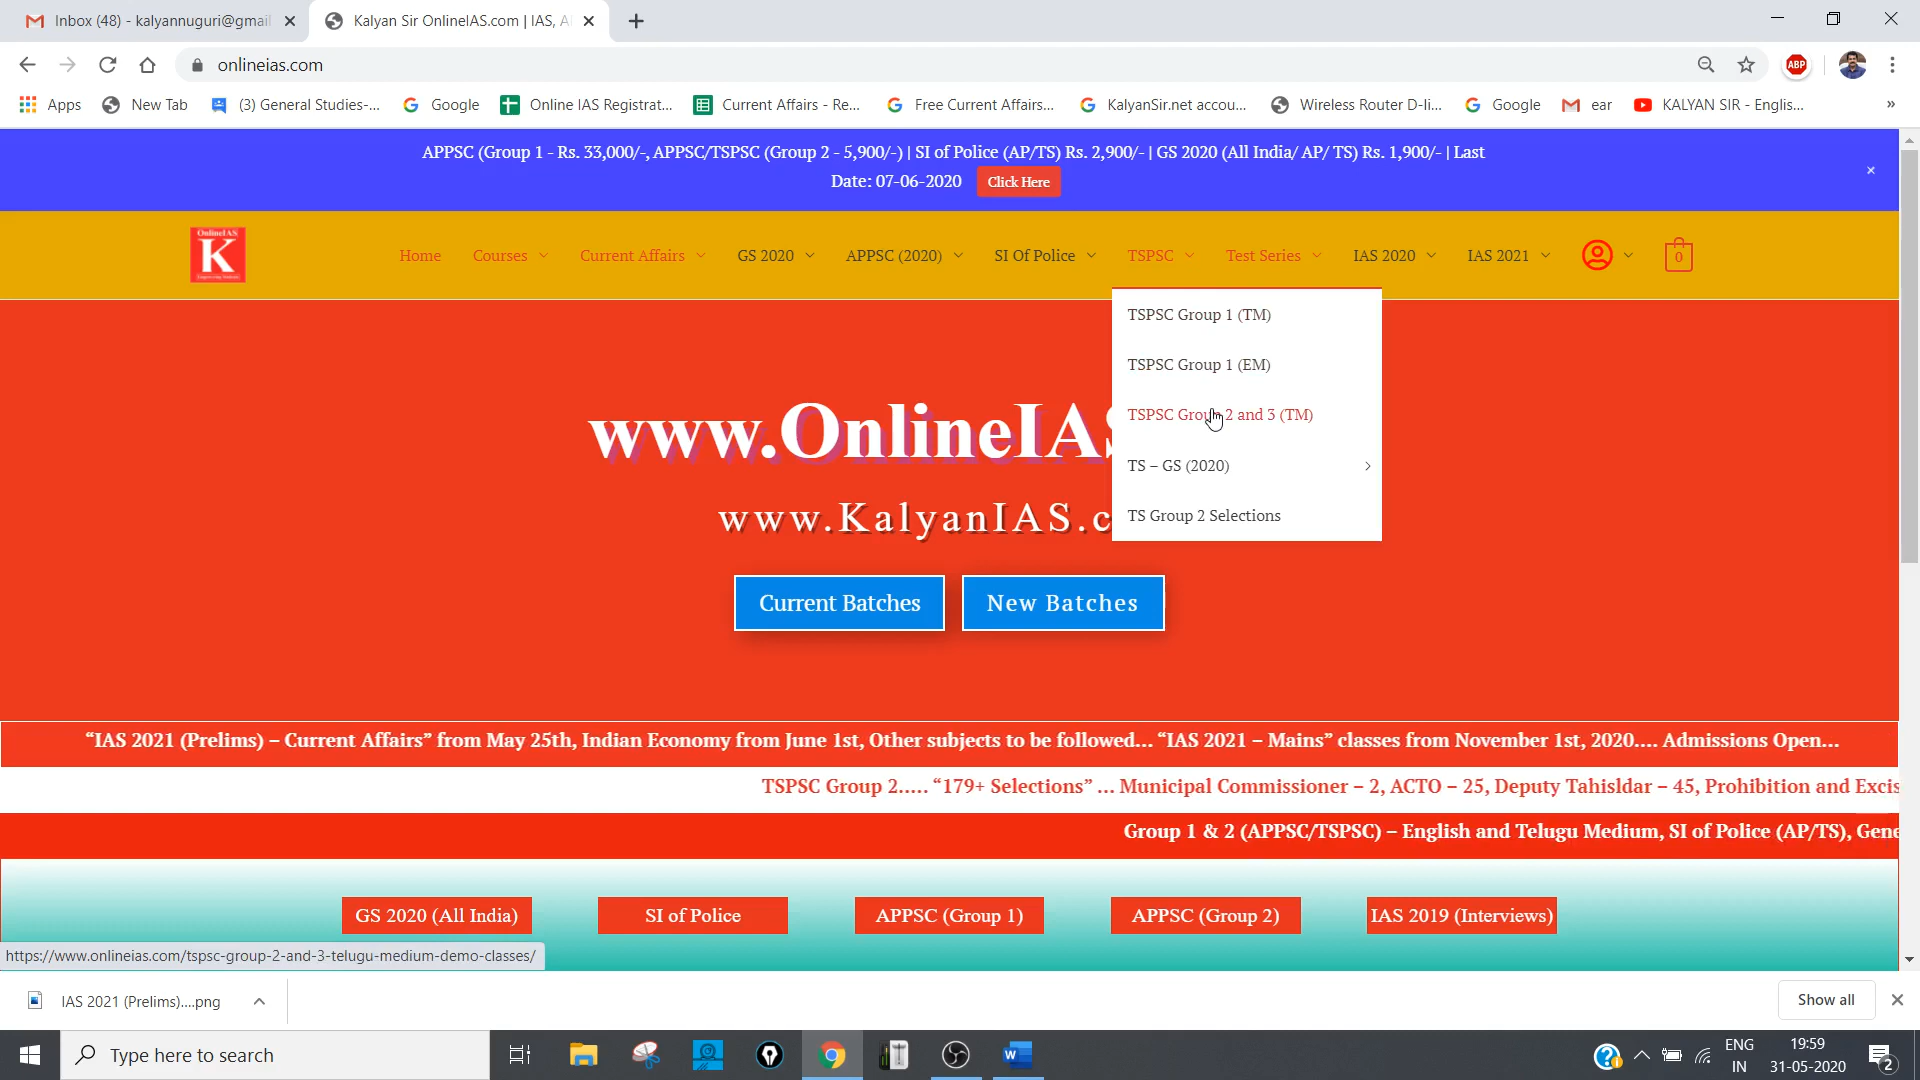 Inbox (48) - kalyannuguri@gmail
Kalyan Sir OnlineIAS.com | IAS, A
onlineias.com
ABP
Apps
New Tab
(3) General Studies-...
Google
Online IAS Registrat...
Current Affairs - Re...
Free Current Affairs...
KalyanSir.net accou...
Wireless Router D-li...
Google
ear
KALYAN SIR - Englis...
»
APPSC (Group 1 - Rs. 33,000/-, APPSC/TSPSC (Group 2 - 5,900/-) | SI of Police (AP/TS) Rs. 2,900/- | GS 2020 (All India/ AP/ TS) Rs. 1,900/- | Last
Date: 07-06-2020
Click Here
OnlineIAS
K
Home
Courses
Current Affairs
GS 2020
APPSC (2020)
SI Of Police
TSPSC
Test Series
IAS 2020
IAS 2021
0
TSPSC Group 1 (TM)
TSPSC Group 1 (EM)
TSPSC Group 2 and 3 (TM)
TS – GS (2020)
TS Group 2 Selections
www.OnlineIAS
www.KalyanIAS.c
Current Batches
New Batches
“IAS 2021 (Prelims) – Current Affairs” from May 25th, Indian Economy from June 1st, Other subjects to be followed... “IAS 2021 – Mains” classes from November 1st, 2020.... Admissions Open...
TSPSC Group 2..... “179+ Selections” ... Municipal Commissioner – 2, ACTO – 25, Deputy Tahisldar – 45, Prohibition and Excis
Group 1 & 2 (APPSC/TSPSC) – English and Telugu Medium, SI of Police (AP/TS), Gene
GS 2020 (All India)
SI of Police
APPSC (Group 1)
APPSC (Group 2)
IAS 2019 (Interviews)
https://www.onlineias.com/tspsc-group-2-and-3-telugu-medium-demo-classes/
IAS 2021 (Prelims)....png
Show all
Type here to search
ENG
IN
19:59
31-05-2020
2